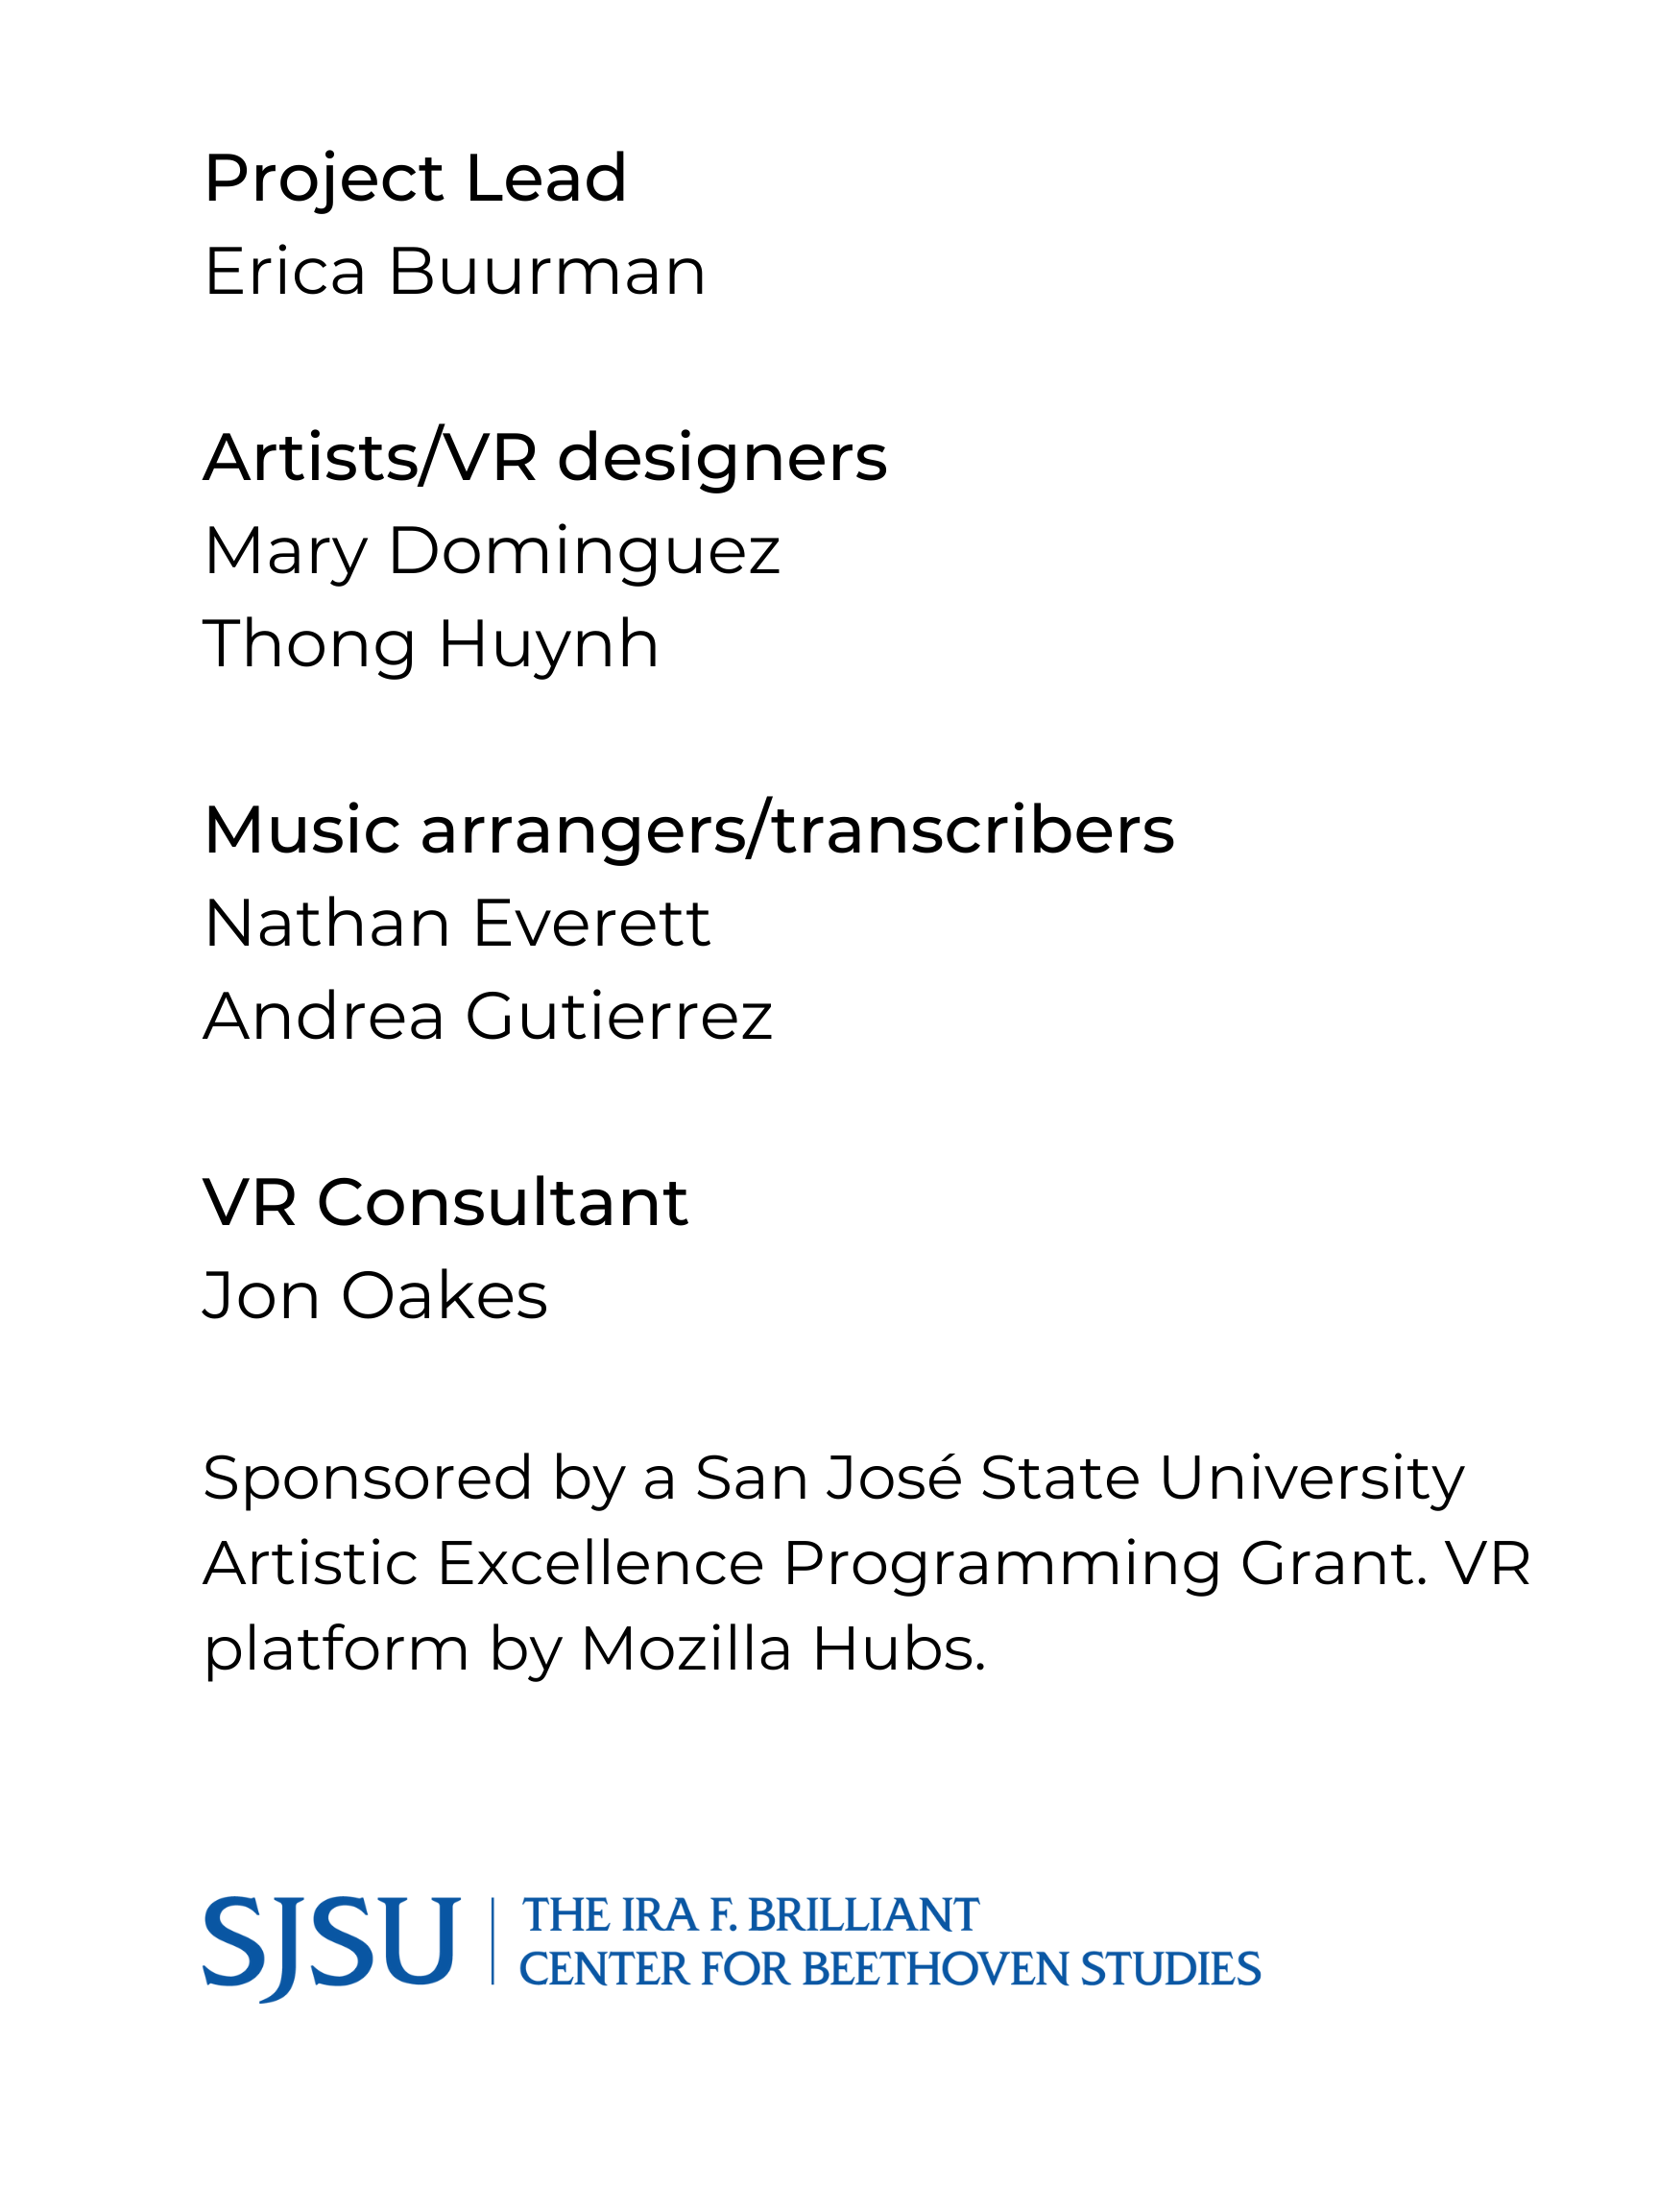 Project Lead
Erica Buurman
Artists/VR designers
Mary Dominguez
Thong Huynh
Music arrangers/transcribers
Nathan Everett
Andrea Gutierrez
VR Consultant
Jon Oakes
Sponsored by a San José State University
Artistic Excellence Programming Grant. VR
platform by Mozilla Hubs.
SJSU
THE IRA F. BRILLIANT
CENTER FOR BEETHOVEN STUDIES